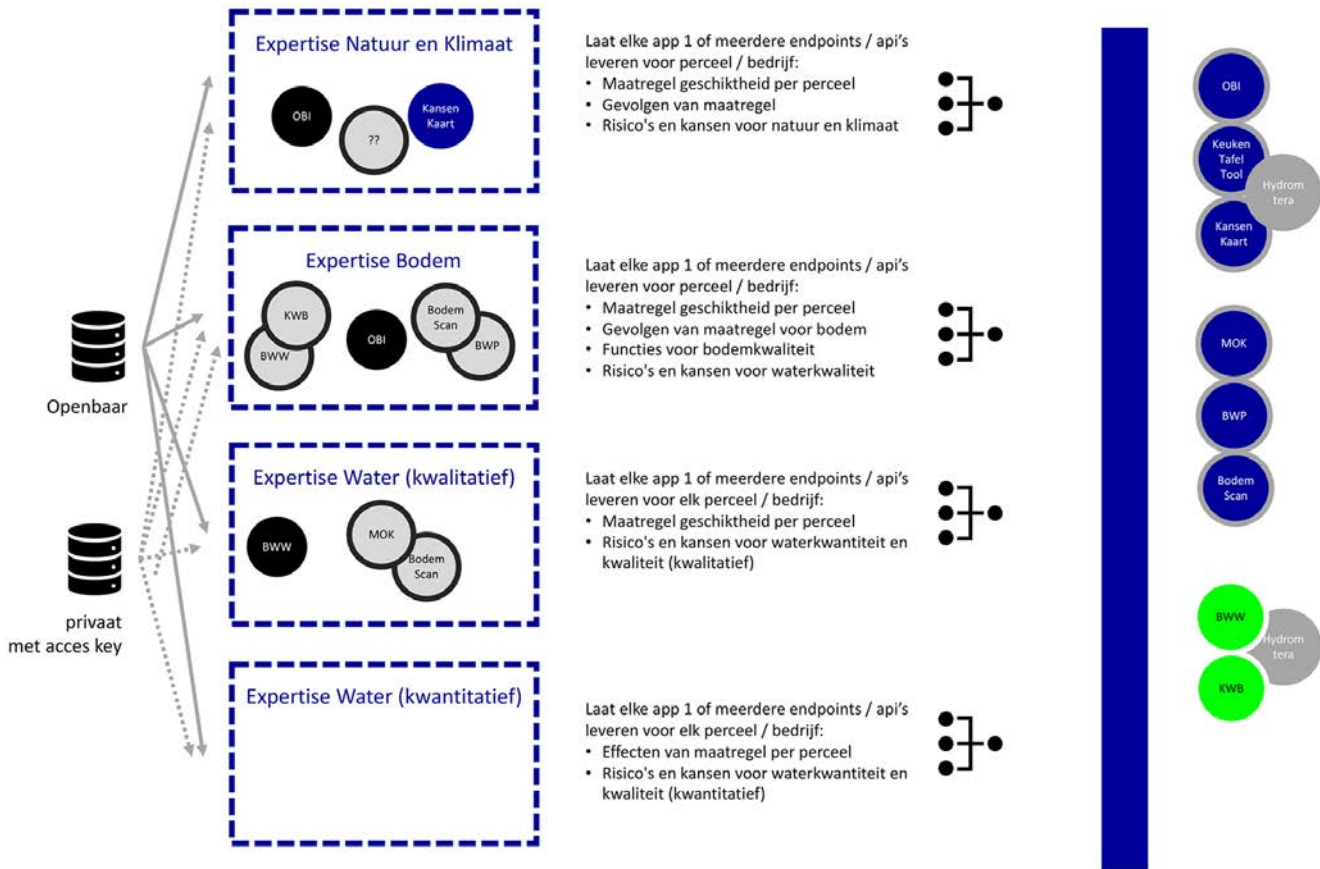 Expertise Natuur en Klimaat
OBI
??
Kansen
Kaart
Laat elke app 1 of meerdere endpoints / api's
leveren voor perceel / bedrijf:
• Maatregel geschiktheid per perceel
• Gevolgen van maatregel
• Risico's en kansen voor natuur en klimaat
Expertise Bodem
KWB
BWW
OBI
Bodem
Scan
BWP
Laat elke app 1 of meerdere endpoints / api's
leveren voor perceel / bedrijf:
• Maatregel geschiktheid per perceel
• Gevolgen van maatregel voor bodem
• Functies voor bodemkwaliteit
• Risico's en kansen voor waterkwaliteit
Openbaar
privaat
met acces key
Expertise Water (kwalitatief)
BWW
MOK
Bodem
Scan
Laat elke app 1 of meerdere endpoints / api's
leveren voor elk perceel / bedrijf:
• Maatregel geschiktheid per perceel
• Risico's en kansen voor waterkwantiteit en
kwaliteit (kwalitatief)
Expertise Water (kwantitatief)
Laat elke app 1 of meerdere endpoints / api's
leveren voor elk perceel / bedrijf:
• Effecten van maatregel per perceel
• Risico's en kansen voor waterkwantiteit en
kwaliteit (kwantitatief)
OBI
Keuken
Tafel
Tool
Hydrom
tera
Kansen
Kaart
MOK
BWP
Bodem
Scan
BWW
Hydrom
tera
KWB